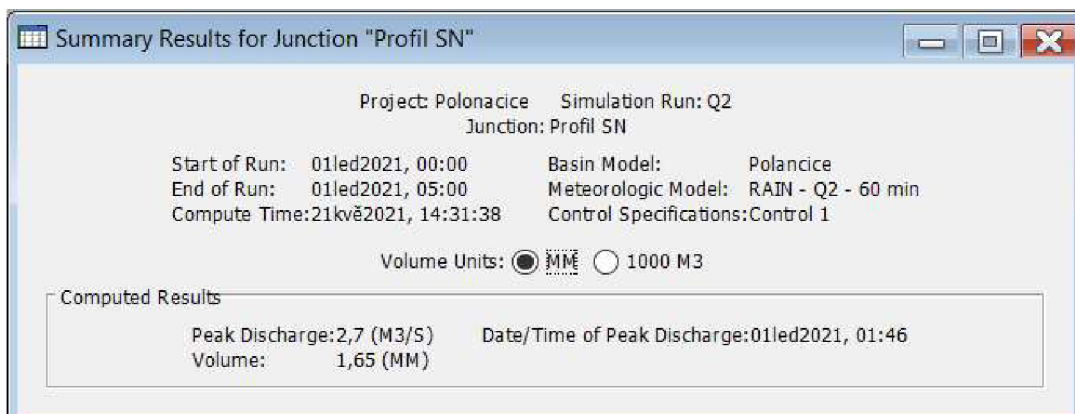 Summary Results for Junction "Profil SN"
Project: Polonacice Simulation Run: Q2
Junction: Profil SN
Start of Run: 01led2021, 00:00 Basin Model: Polancice
End of Run: 01led2021, 05:00 Meteorologic Model: RAIN - Q2 - 60 min
Compute Time:21kvě2021, 14:31:38 Control Specifications:Control 1
Volume Units: MM 1000 M3
Computed Results
Peak Discharge:2,7 (M3/S) Date/Time of Peak Discharge:01led2021, 01:46
Volume: 1,65 (MM)